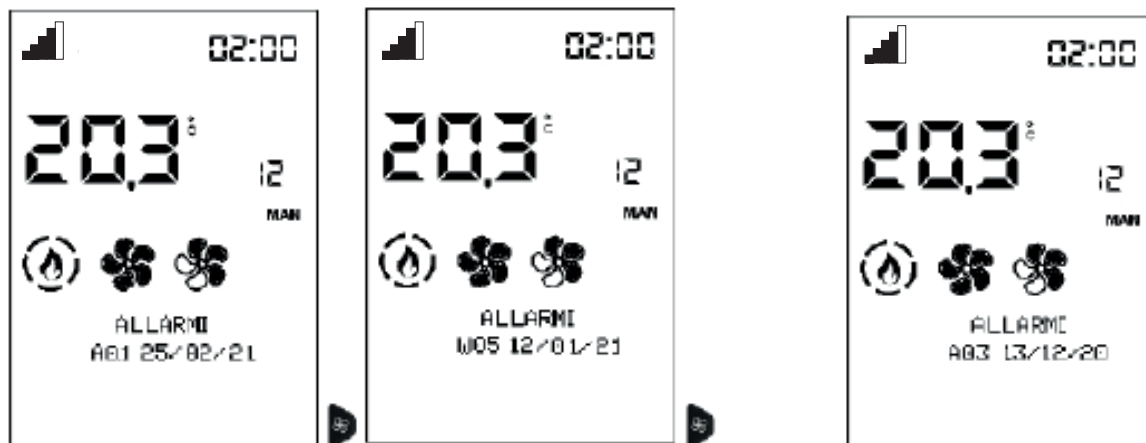 02:00
20,3 °C
12
MAN
ALLARMI
A01 25/02/21
02:00
20,3 °C
12
MAN
ALLARMI
W05 12/01/21
02:00
20,3 °C
12
MAN
ALLARMI
A03 13/12/20